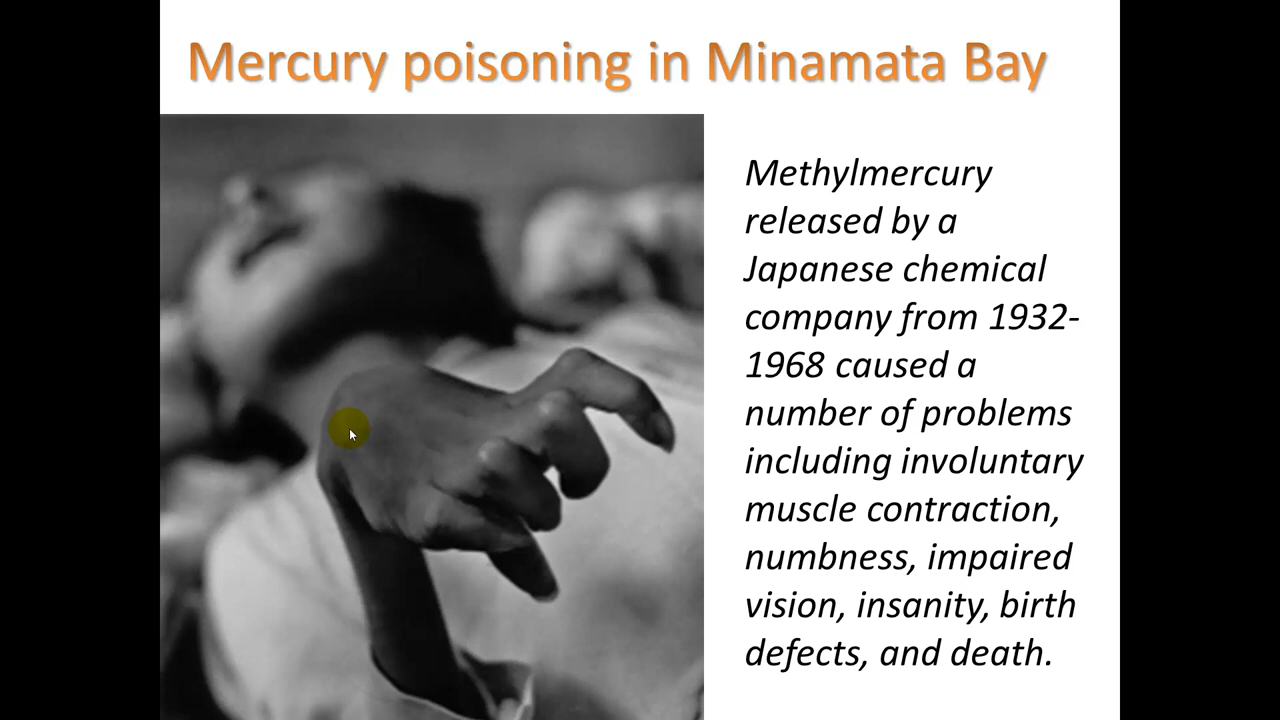 Mercury poisoning in Minamata Bay
Methylmercury
released by a
Japanese chemical
company from 1932-
1968 caused a
number of problems
including involuntary
muscle contraction,
numbness, impaired
vision, insanity, birth
defects, and death.